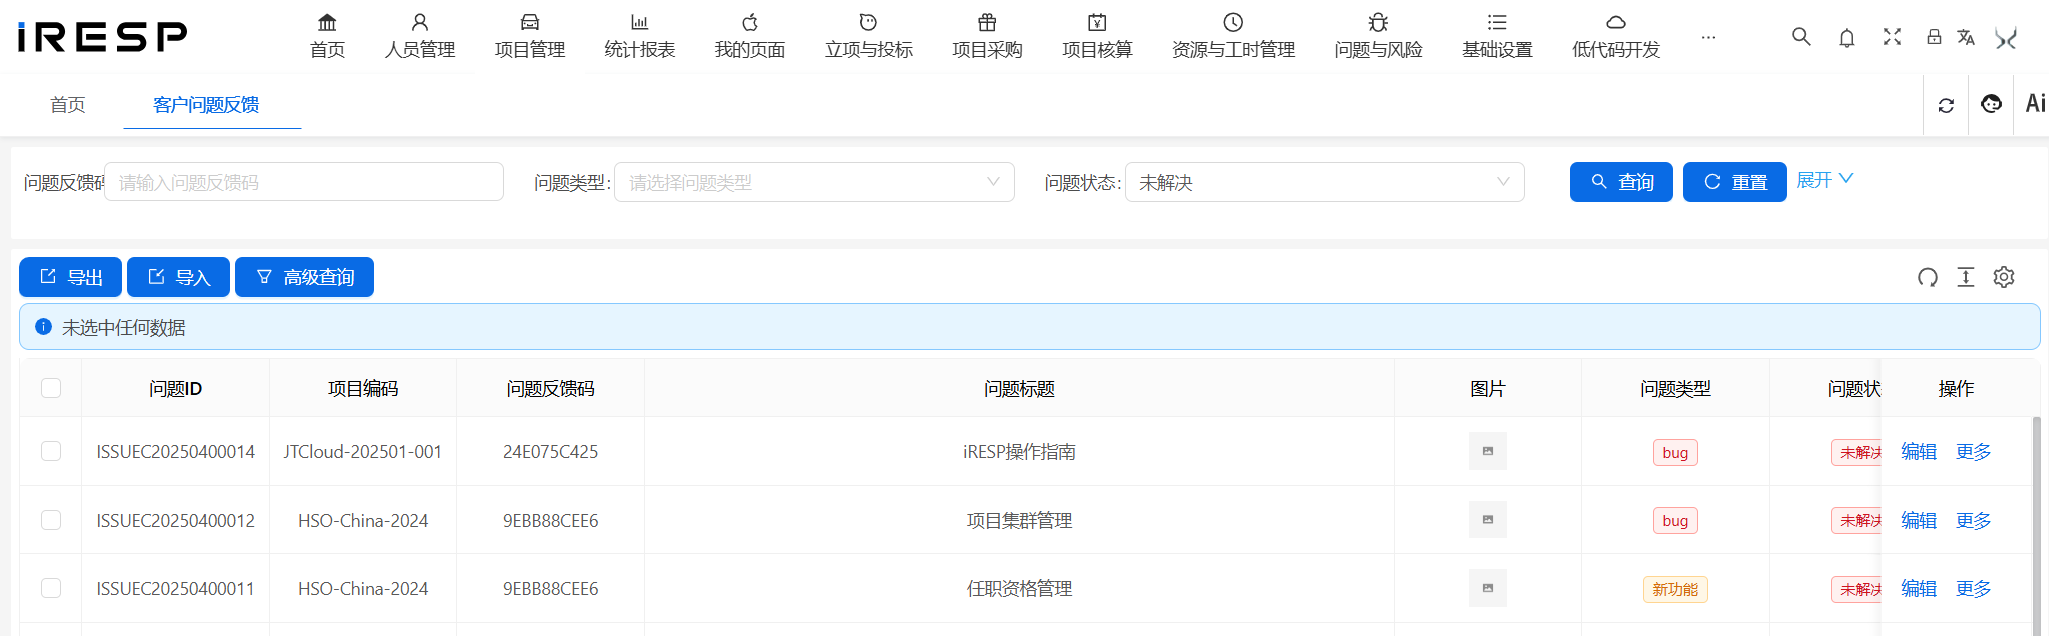 iRESP
首页 人员管理 项目管理 统计报表 我的页面 立项与投标 项目采购 项目核算 资源与工时管理 问题与风险 基础设置 低代码开发 ...
首页 客户问题反馈 Ai
问题反馈码 请输入问题反馈码 问题类型: 请选择问题类型 问题状态: 未解决 查询 重置 展开
导出 导入 高级查询
未选中任何数据
问题ID 项目编码 问题反馈码 问题标题 图片 问题类型 问题状 操作
ISSUEC20250400014 JTCloud-202501-001 24E075C425 iRESP操作指南 bug 未解决 编辑 更多
ISSUEC20250400012 HSO-China-2024 9EBB88CEE6 项目集群管理 bug 未解决 编辑 更多
ISSUEC20250400011 HSO-China-2024 9EBB88CEE6 任职资格管理 新功能 未解决 编辑 更多